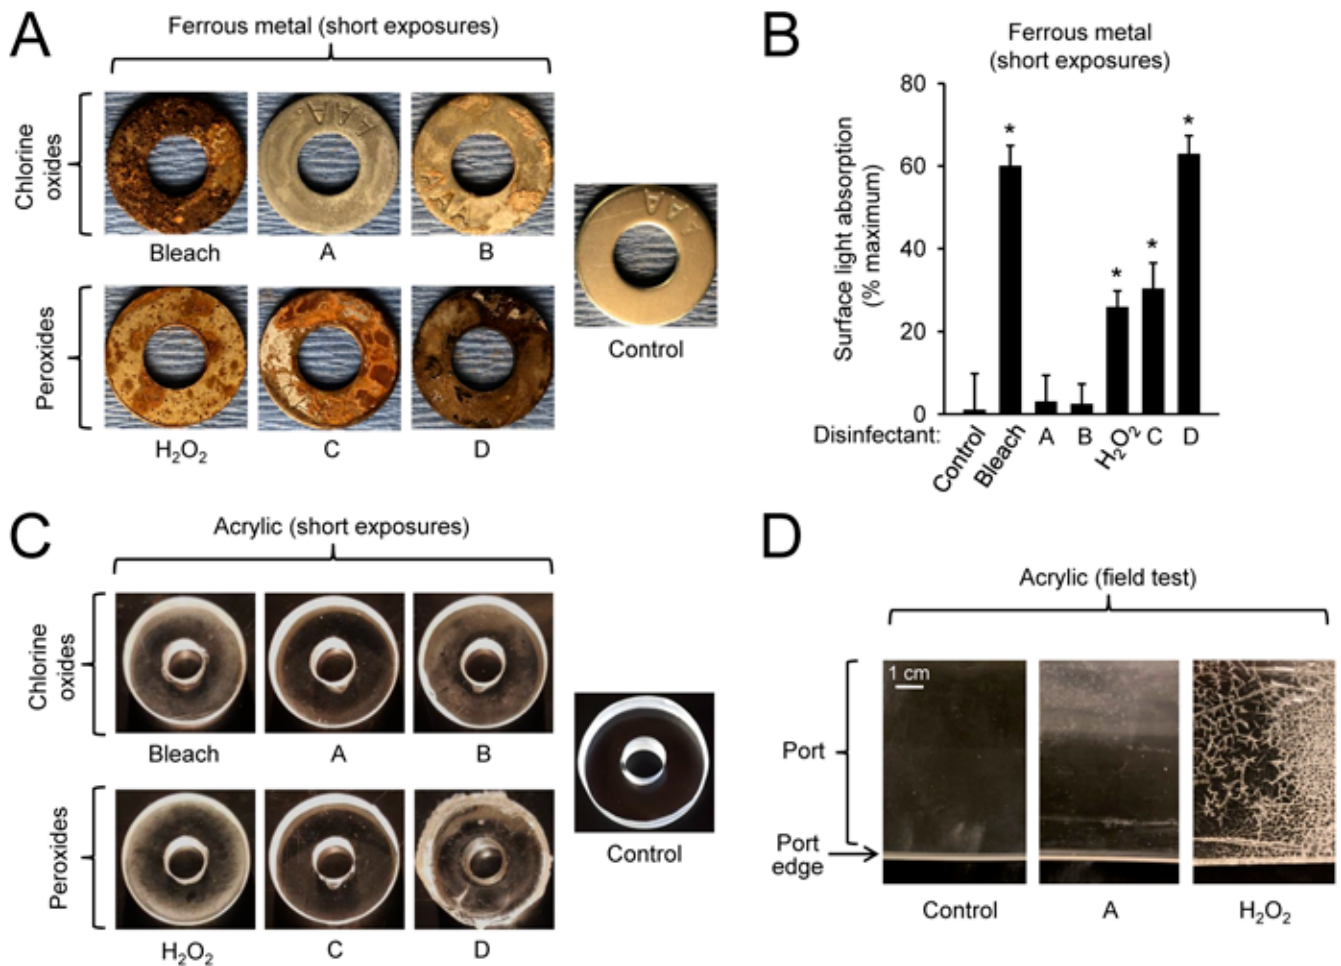 A
Ferrous metal (short exposures)
Chlorine
oxides
Bleach
A
B
Peroxides
H₂O₂
C
D
Control
B
Ferrous metal
(short exposures)
Surface light absorption
(% maximum)
80
60
40
20
0
*
*
*
*
Disinfectant:
Control
Bleach
A
B
H₂O₂
C
D
C
Acrylic (short exposures)
Chlorine
oxides
Bleach
A
B
Peroxides
H₂O₂
C
D
Control
D
Acrylic (field test)
1 cm
Port
Port
edge
Control
A
H₂O₂